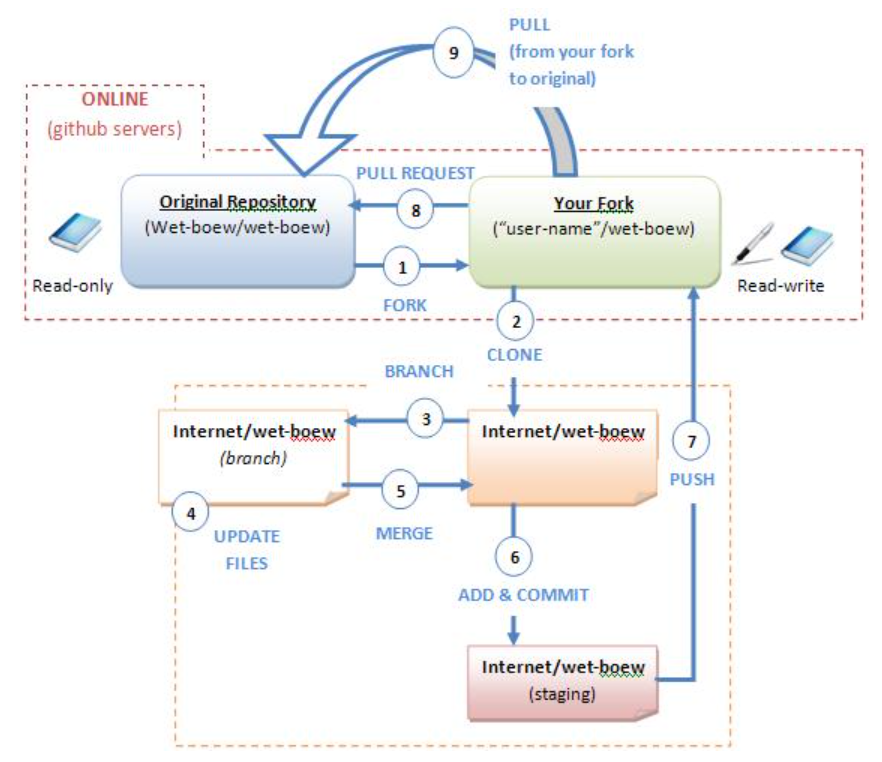 PULL
(from your fork
to original)
9
ONLINE
(github servers)
PULL REQUEST
Original Repository
(Wet-boew/wet-boew)
8
Your Fork
("user-name"/wet-boew)
1
Read-only
Read-write
FORK
2
CLONE
BRANCH
Internet/wet-boew
(branch)
3
Internet/wet-boew
7
PUSH
5
4
UPDATE
FILES
MERGE
6
ADD & COMMIT
Internet/wet-boew
(staging)